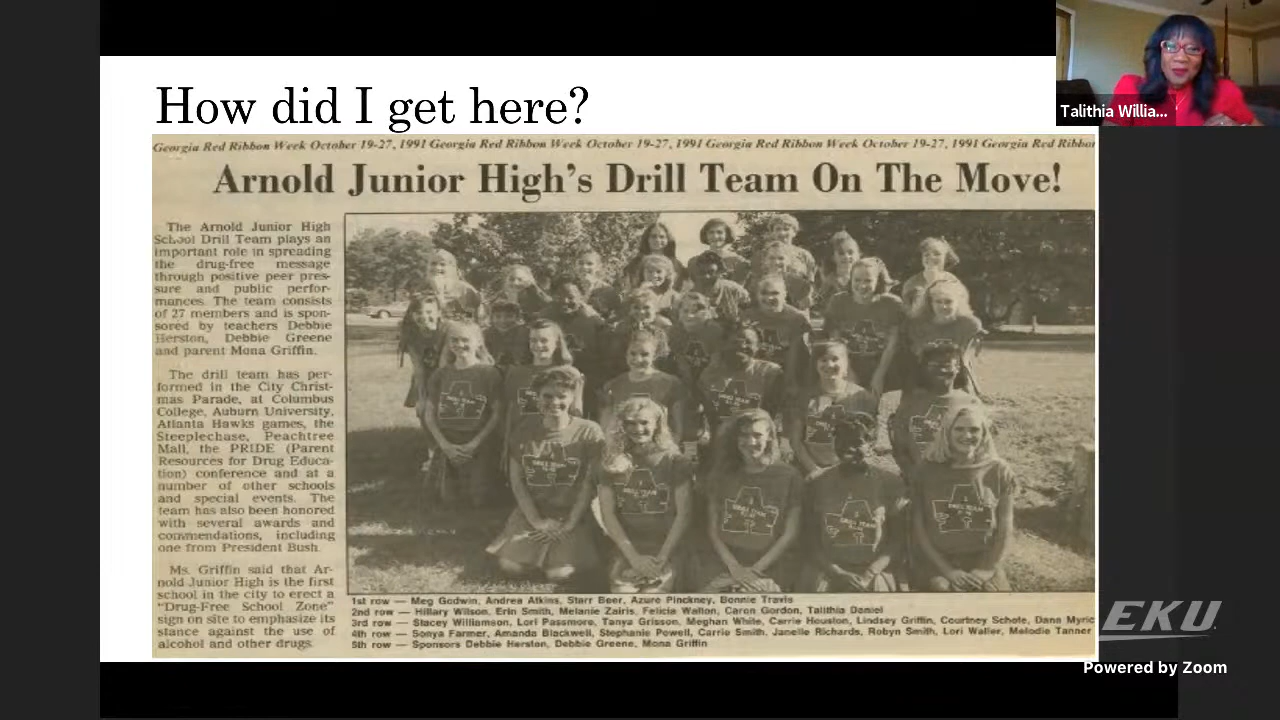 How did I get here?
Talithia Willia...
Georgia Red Ribbon Week October 19-27, 1991 Georgia Red Ribbon Week October 19-27, 1991 Georgia Red Ribbon Week October 19-27, 1991 Georgia Red Ribbon
Arnold Junior High's Drill Team On The Move!
The Arnold Junior High
School Drill Team plays an
important role in spreading
the drug-free message
through positive peer pres-
sure and public perfor-
mances. The team consists
of 27 members and is spon-
sored by teachers Debbie
Herston, Debbie Greene
and parent Mona Griffin.
The drill team has per-
formed in the City Christ-
mas Parade, at Columbus
College, Auburn University,
Atlanta Hawks games, the
Steeplechase, Peachtree
Mall, the PRIDE (Parent
Resources for Drug Educa-
tion) conference and at a
number of other schools
and special events. The
team has also been honored
with several awards and
commendations, including
one from President Bush.
Ms. Griffin said that Ar-
nold Junior High is the first
school in the city to erect a
"Drug-Free School Zone"
sign on site to emphasize its
stance against the use of
alcohol and other drugs.
DRILL TEAM
1st row — Meg Godwin, Andrea Atkins, Starr Beer, Azure Pinckney, Bonnie Travis
2nd row — Hillary Wilson, Erin Smith, Melanie Zairis, Felicia Walton, Caron Gordon, Talithia Daniel
3rd row — Stacey Williamson, Lori Passmore, Tanya Grisson, Meghan White, Carrie Houston, Lindsey Griffin, Courtney Schote, Dana Myric
4th row — Sonya Farmer, Amanda Blackwell, Stephanie Powell, Carrie Smith, Janelle Richards, Robyn Smith, Lori Waller, Melodie Tanner
5th row — Sponsors Debbie Herston, Debbie Greene, Mona Griffin
EKU
Powered by Zoom